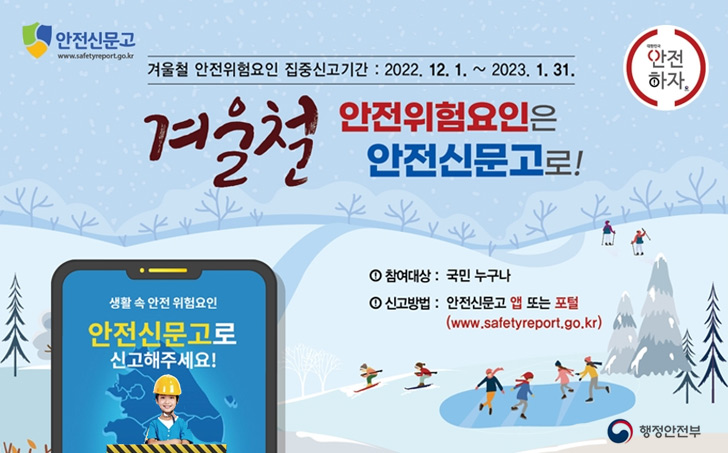 안전신문고
www.safetyreport.go.kr
겨울철 안전위험요인 집중신고기간 : 2022. 12. 1. ~ 2023. 1. 31.
대한민국
안전
하자
겨울철 안전위험요인은
안전신문고로!
참여대상 : 국민 누구나
신고방법 : 안전신문고 앱 또는 포털
(www.safetyreport.go.kr)
생활 속 안전 위험요인
안전신문고로
신고해주세요!
행정안전부